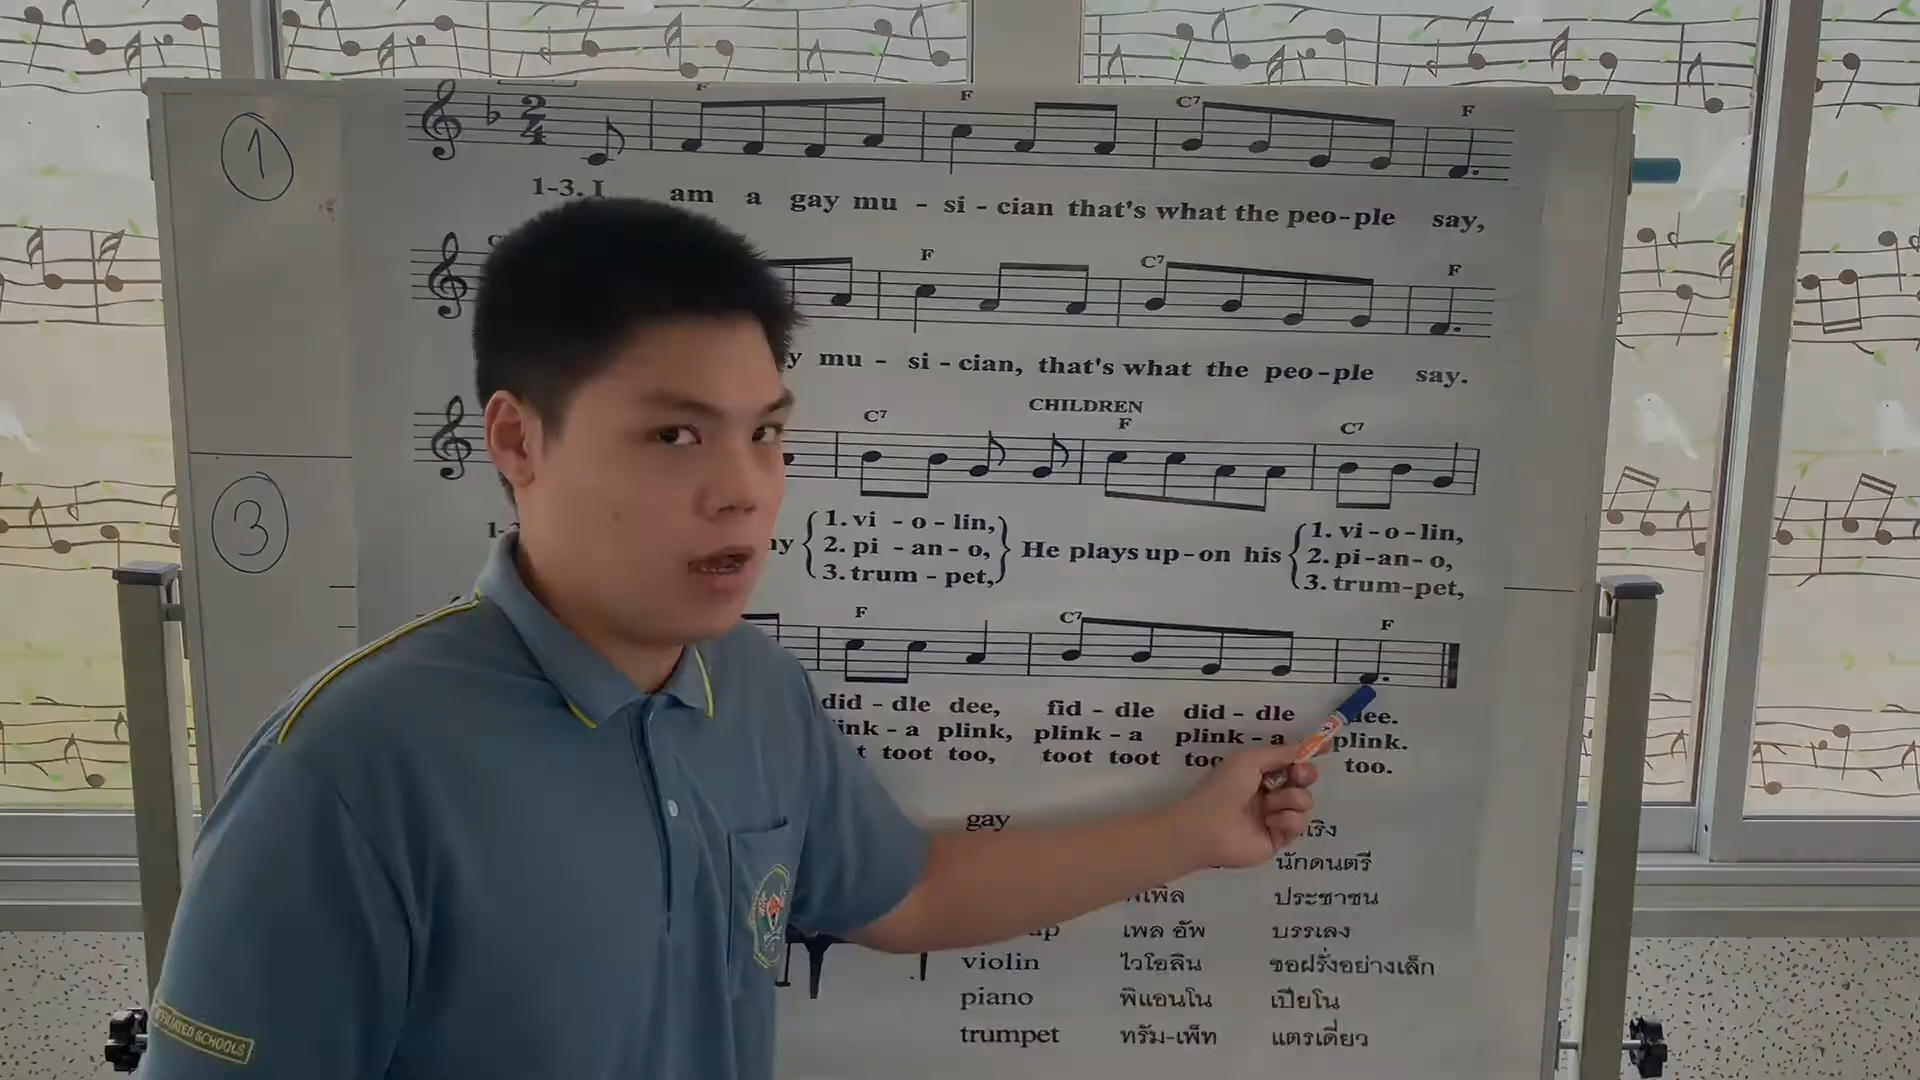 1
F F C7 F
1-3. I am a gay mu - si - cian that's what the peo-ple say,
F C7 F
mu - si - cian, that's what the peo-ple say.
CHILDREN
C7 F C7
3
1. vi - o - lin, 1. vi - o - lin,
2. pi - an - o, He plays up-on his 2. pi-an- o,
3. trum - pet, 3. trum-pet,
F C7 F
did - dle dee, fid - dle did - dle dee.
plink, plink - a plink - a plink.
toot too, toot toot too.
gay
นักดนตรี
ประชาชน
เพล อัพ บรรเลง
violin ไวโอลิน ซอฝรั่งอย่างเล็ก
piano พิแอนโน เปียโน
trumpet ทรัม-เพ็ท แตรเดี่ยว
SCHOOLS